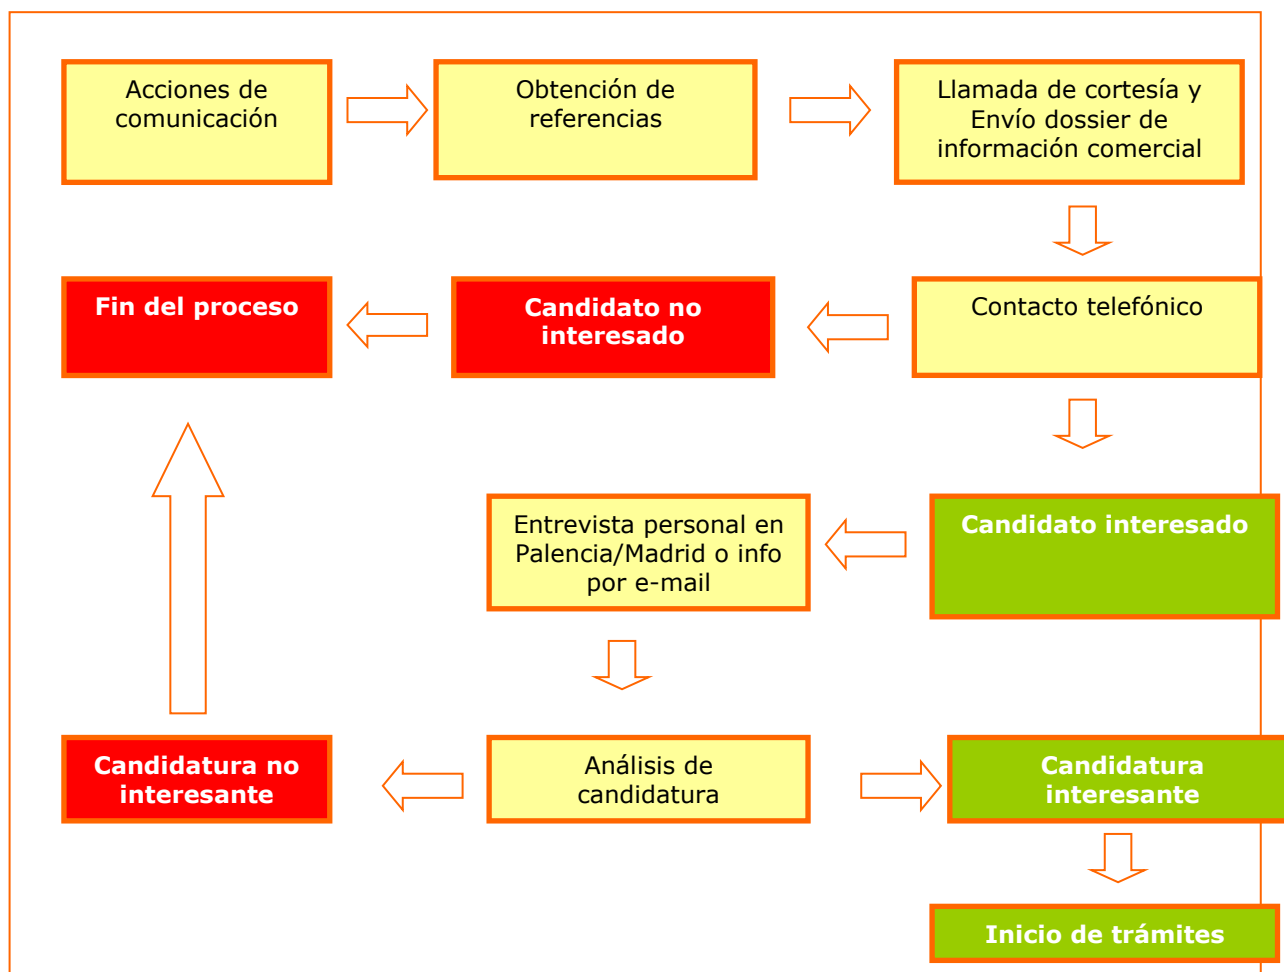 Acciones de
comunicación
Obtención de
referencias
Llamada de cortesía y
Envío dossier de
información comercial
Fin del proceso
Candidato no
interesado
Contacto telefónico
Entrevista personal en
Palencia/Madrid o info
por e-mail
Candidato interesado
Candidatura no
interesante
Análisis de
candidatura
Candidatura
interesante
Inicio de trámites